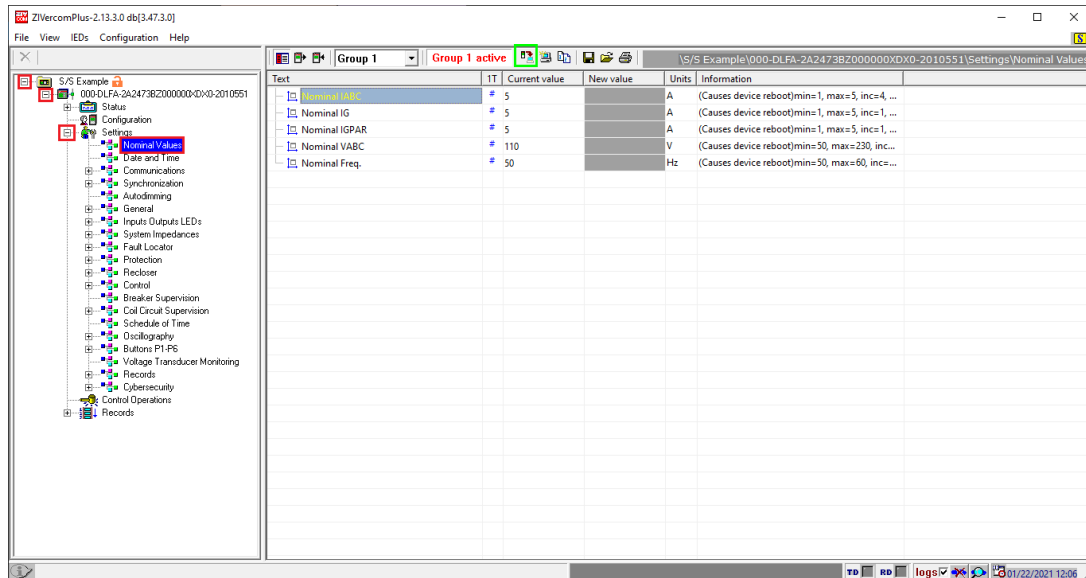 ZIVercomPlus-2.13.3.0 db[3.47.3.0]
File View IEDs Configuration Help
S
Group 1 Group 1 active \S/S Example\000-DLFA-2A2473BZ000000XDX0-2010551\Settings\Nominal Values
S/S Example
000-DLFA-2A2473BZ000000XDX0-2010551
Status
Configuration
Settings
Nominal Values
Date and Time
Communications
Synchronization
Autodimming
General
Inputs Outputs LEDs
System Impedances
Fault Locator
Protection
Recloser
Control
Breaker Supervision
Coil Circuit Supervision
Schedule of Time
Oscillography
Buttons P1-P6
Voltage Transducer Monitoring
Records
Cybersecurity
Control Operations
Records
Text 1T Current value New value Units Information
Nominal IABC # 5 A (Causes device reboot)min=1, max=5, inc=4, ...
Nominal IG # 5 A (Causes device reboot)min=1, max=5, inc=1, ...
Nominal IGPAR # 5 A (Causes device reboot)min=1, max=5, inc=1, ...
Nominal VABC # 110 V (Causes device reboot)min=50, max=230, inc...
Nominal Freq. # 50 Hz (Causes device reboot)min=50, max=60, inc=...
TD RD logs 01/22/2021 12:06